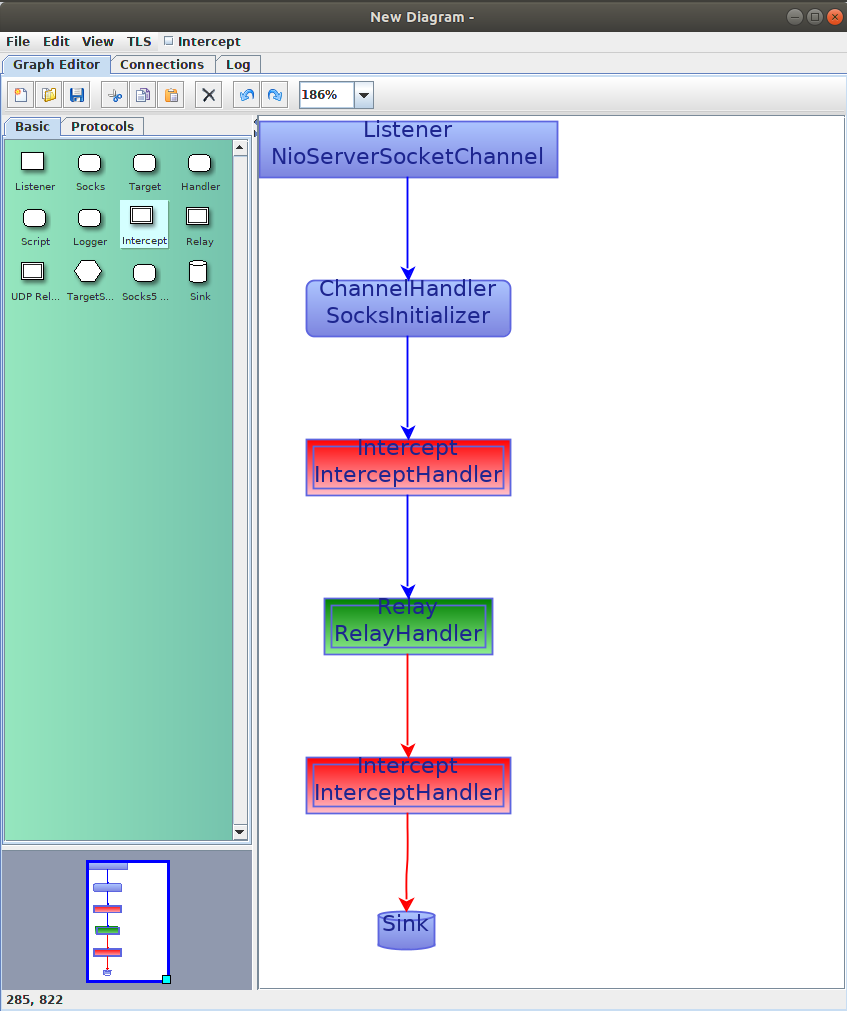 New Diagram -
File Edit View TLS Intercept
Graph Editor Connections Log
186%
Basic Protocols
Listener Socks Target Handler
Script Logger Intercept Relay
UDP Rel... TargetS... Socks5 ... Sink
Listener
NioServerSocketChannel
ChannelHandler
SocksInitializer
Intercept
InterceptHandler
Relay
RelayHandler
Intercept
InterceptHandler
Sink
285, 822